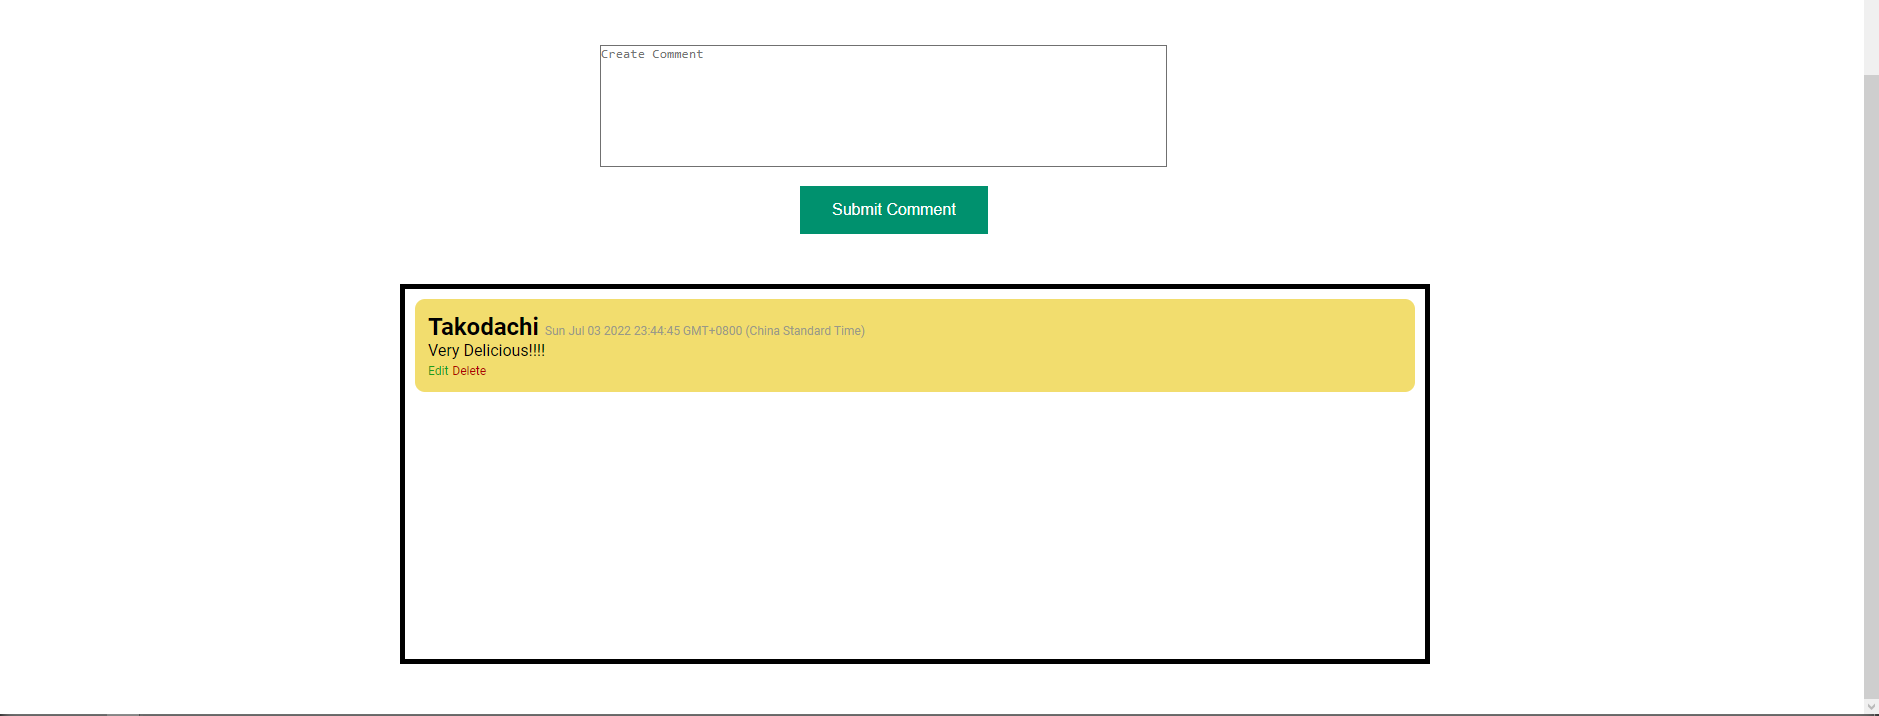 Create Comment
Submit Comment
Takodachi Sun Jul 03 2022 23:44:45 GMT+0800 (China Standard Time)
Very Delicious!!!!
Edit Delete